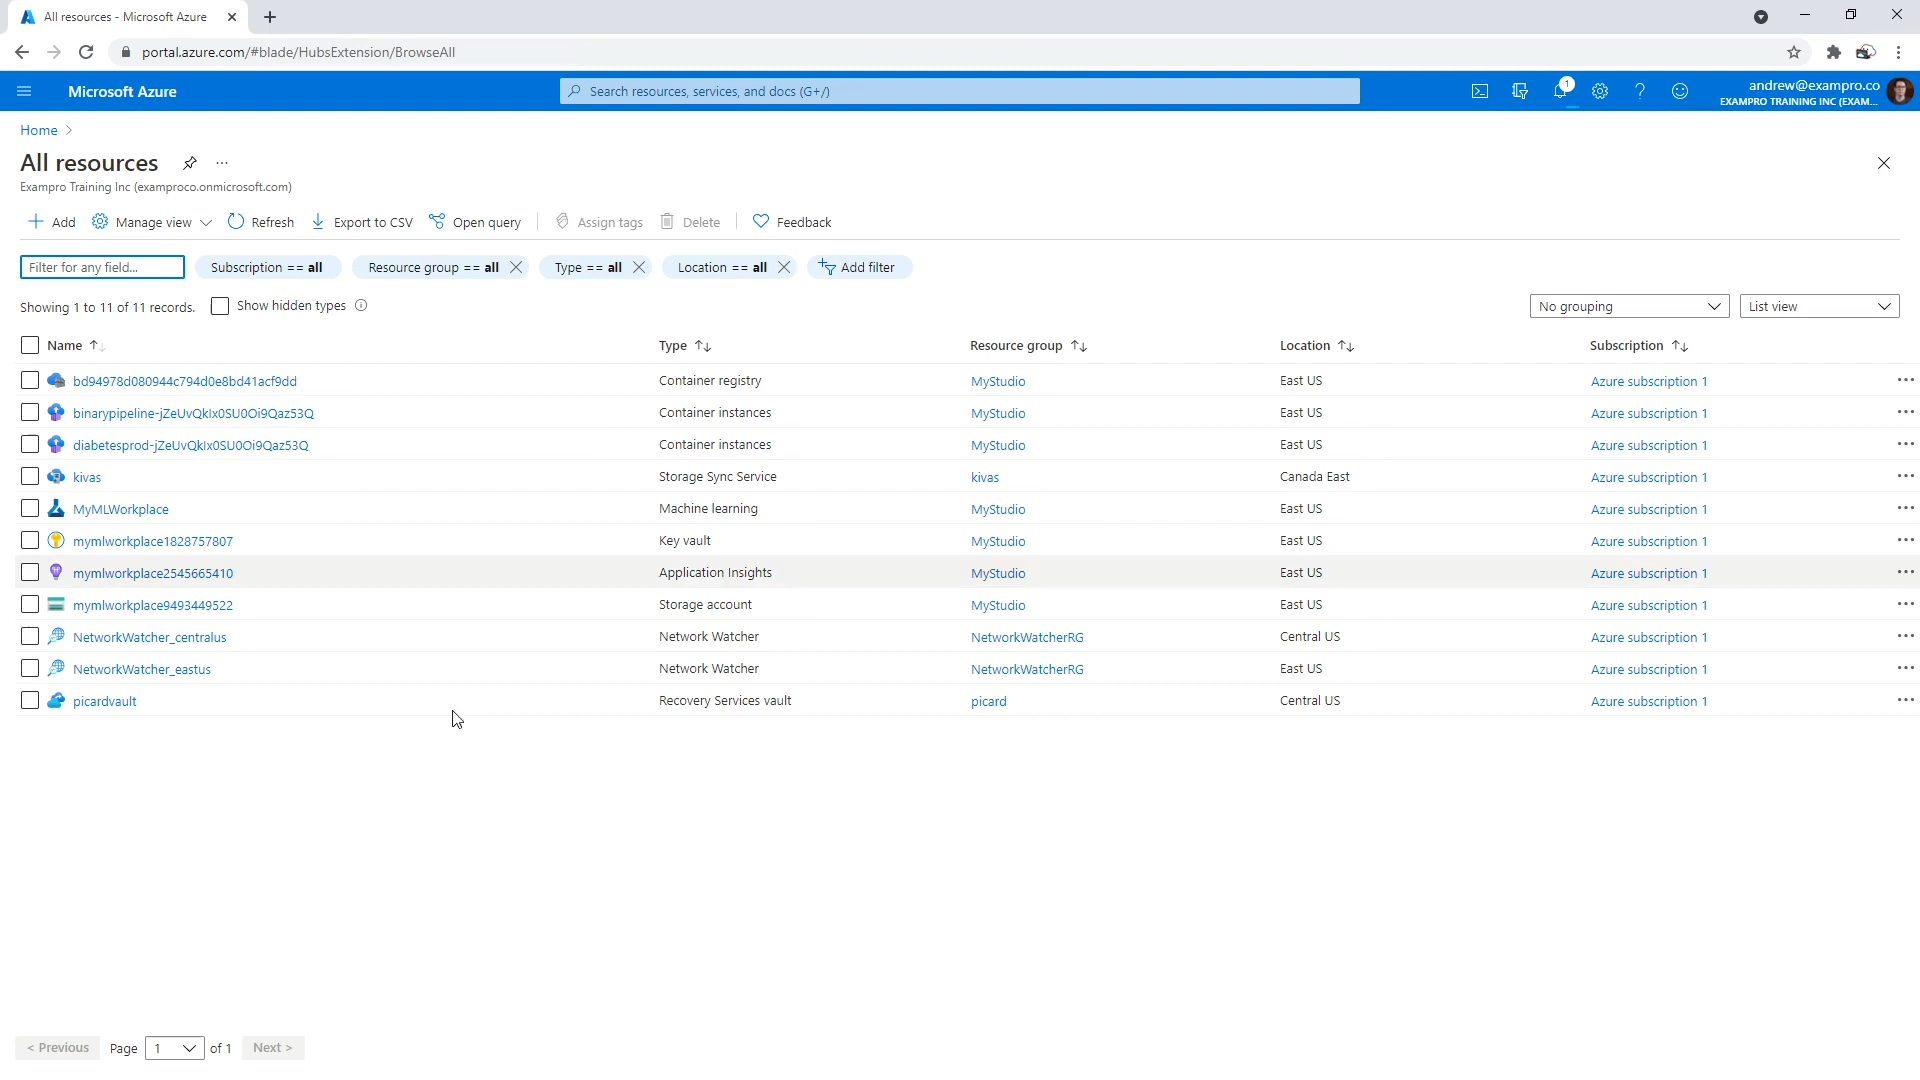 All resources - Microsoft Azure
portal.azure.com/#blade/HubsExtension/BrowseAll
Microsoft Azure
Search resources, services, and docs (G+/)
1
andrew@exampro.co
EXAMPRO TRAINING INC (EXAM...
Home
All resources
Exampro Training Inc (examproco.onmicrosoft.com)
Add Manage view Refresh Export to CSV Open query Assign tags Delete Feedback
Filter for any field... Subscription == all Resource group == all Type == all Location == all Add filter
Showing 1 to 11 of 11 records. Show hidden types No grouping List view
Name Type Resource group Location Subscription
bd94978d080944c794d0e8bd41acf9dd Container registry MyStudio East US Azure subscription 1
binarypipeline-jZeUvQkIx0SU0Oi9Qaz53Q Container instances MyStudio East US Azure subscription 1
diabetesprod-jZeUvQkIx0SU0Oi9Qaz53Q Container instances MyStudio East US Azure subscription 1
kivas Storage Sync Service kivas Canada East Azure subscription 1
MyMLWorkplace Machine learning MyStudio East US Azure subscription 1
mymlworkplace1828757807 Key vault MyStudio East US Azure subscription 1
mymlworkplace2545665410 Application Insights MyStudio East US Azure subscription 1
mymlworkplace9493449522 Storage account MyStudio East US Azure subscription 1
NetworkWatcher_centralus Network Watcher NetworkWatcherRG Central US Azure subscription 1
NetworkWatcher_eastus Network Watcher NetworkWatcherRG East US Azure subscription 1
picardvault Recovery Services vault picard Central US Azure subscription 1
< Previous Page 1 of 1 Next >